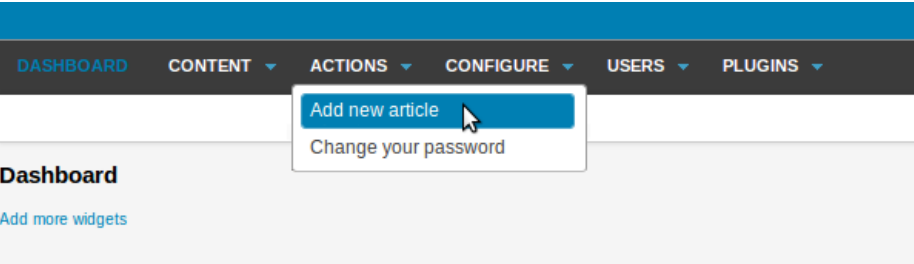 DASHBOARD CONTENT ACTIONS CONFIGURE USERS PLUGINS
Add new article
Change your password
Dashboard
Add more widgets